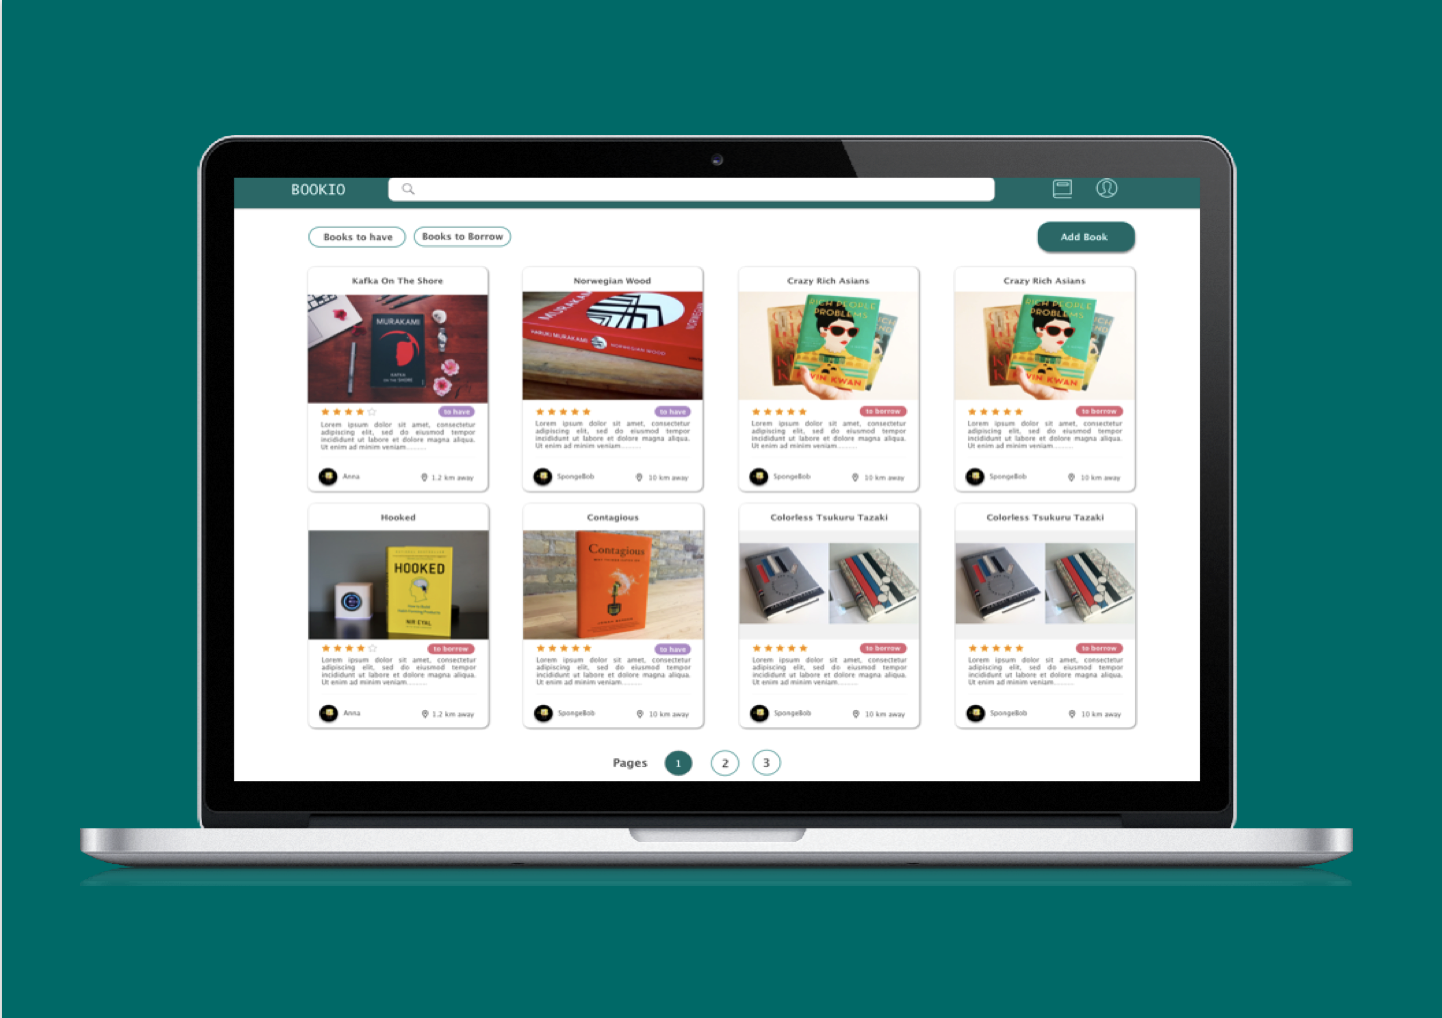 BOOKIO
Books to have
Books to Borrow
Add Book
Kafka On The Shore
MURAKAMI
KAFKA
on the SHORE
to have
Lorem ipsum dolor sit amet, consectetur
adipiscing elit, sed do eiusmod tempor
incididunt ut labore et dolore magna aliqua.
Ut enim ad minim veniam.........
Anna
1.2 km away
Norwegian Wood
MURAKAM
NORWEGIAN
HARUKI MURAKAMI
NORWEGIAN WOOD
to have
Lorem ipsum dolor sit amet, consectetur
adipiscing elit, sed do eiusmod tempor
incididunt ut labore et dolore magna aliqua.
Ut enim ad minim veniam.........
SpongeBob
10 km away
Crazy Rich Asians
RICH PEOPLE
PROBLEMS
VIN KWAN
to borrow
Lorem ipsum dolor sit amet, consectetur
adipiscing elit, sed do eiusmod tempor
incididunt ut labore et dolore magna aliqua.
Ut enim ad minim veniam.........
SpongeBob
10 km away
Crazy Rich Asians
RICH PEOPLE
PROBLEMS
VIN KWAN
to borrow
Lorem ipsum dolor sit amet, consectetur
adipiscing elit, sed do eiusmod tempor
incididunt ut labore et dolore magna aliqua.
Ut enim ad minim veniam.........
SpongeBob
10 km away
Hooked
HOOKED
How to Build
Habit-Forming Products
NIR EYAL
to borrow
Lorem ipsum dolor sit amet, consectetur
adipiscing elit, sed do eiusmod tempor
incididunt ut labore et dolore magna aliqua.
Ut enim ad minim veniam.........
Anna
1.2 km away
Contagious
Contagious
WHY THINGS CATCH ON
to have
Lorem ipsum dolor sit amet, consectetur
adipiscing elit, sed do eiusmod tempor
incididunt ut labore et dolore magna aliqua.
Ut enim ad minim veniam.........
SpongeBob
10 km away
Colorless Tsukuru Tazaki
to borrow
Lorem ipsum dolor sit amet, consectetur
adipiscing elit, sed do eiusmod tempor
incididunt ut labore et dolore magna aliqua.
Ut enim ad minim veniam.........
SpongeBob
10 km away
Colorless Tsukuru Tazaki
to borrow
Lorem ipsum dolor sit amet, consectetur
adipiscing elit, sed do eiusmod tempor
incididunt ut labore et dolore magna aliqua.
Ut enim ad minim veniam.........
SpongeBob
10 km away
Pages 1 2 3